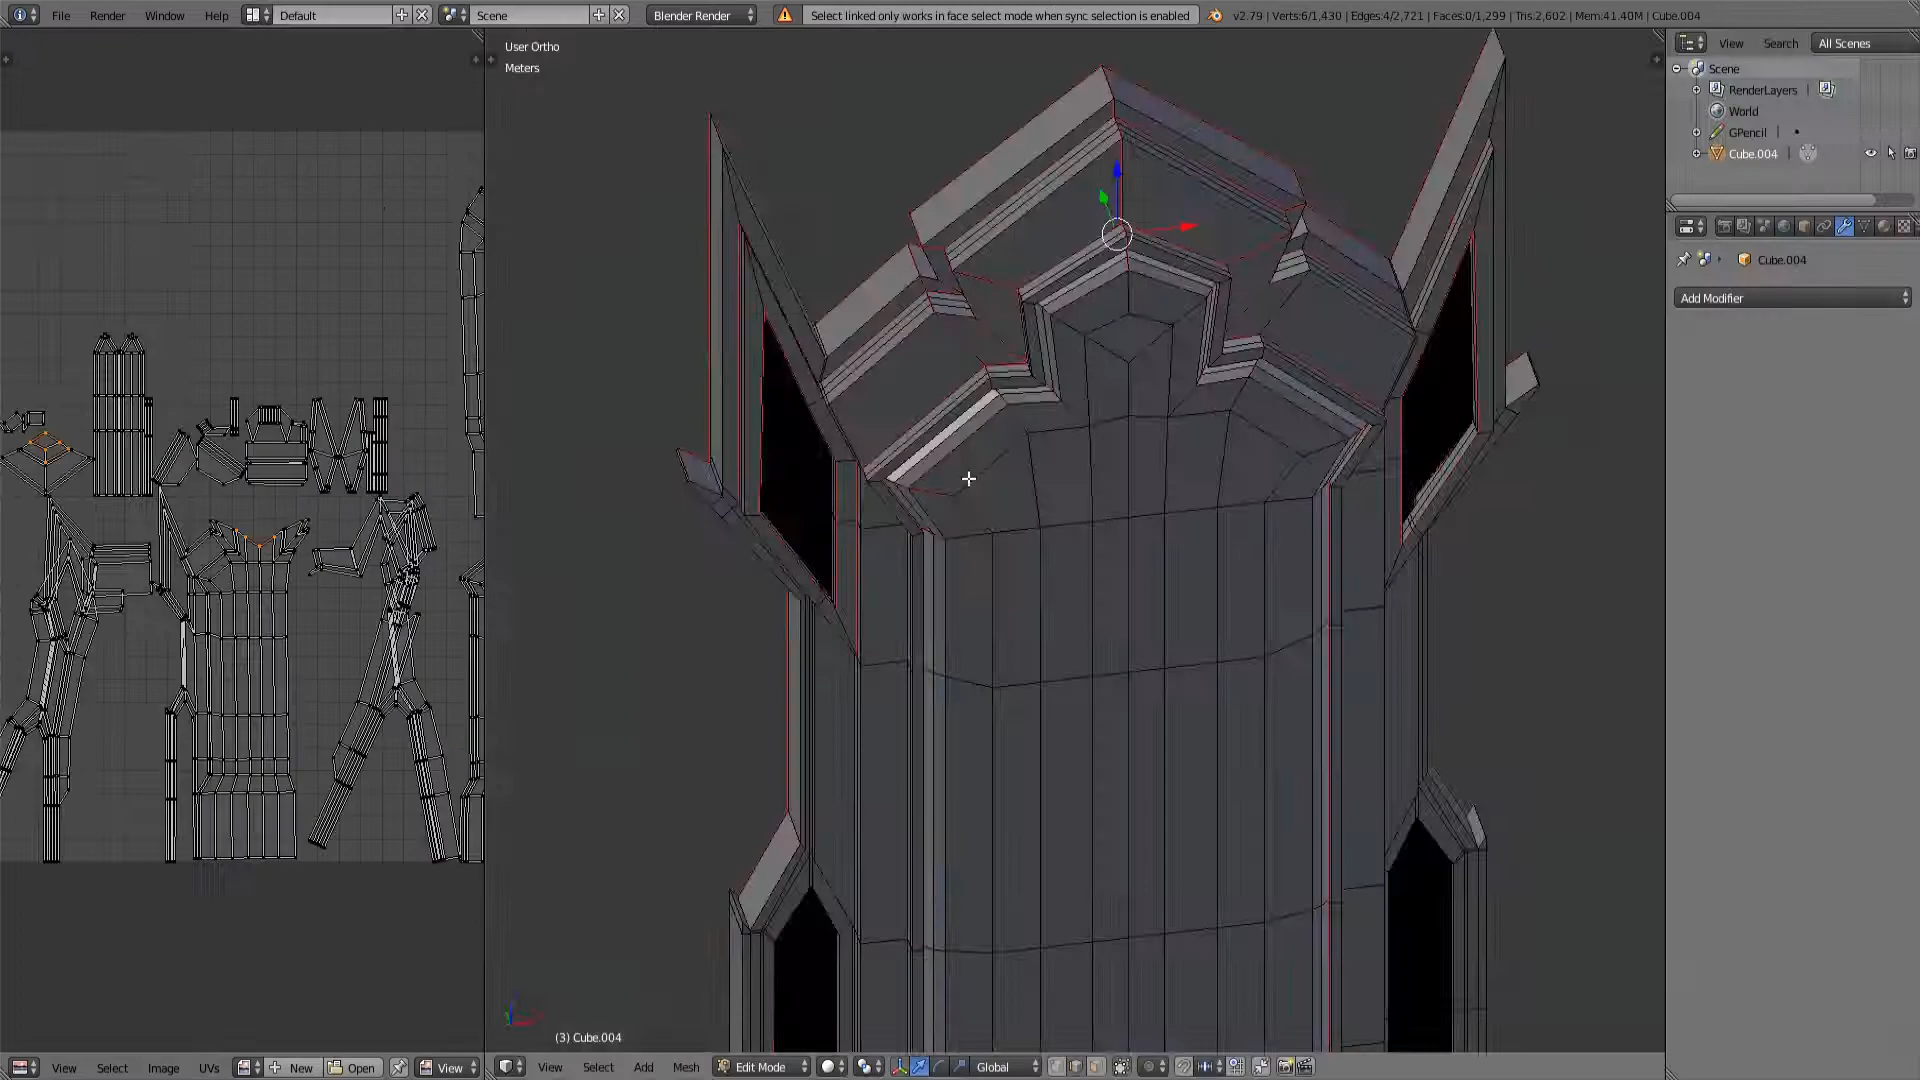 File Render Window Help Default Scene Blender Render Select linked only works in face select mode when sync selection is enabled v2.79 | Verts:6/1,430 | Edges:4/2,721 | Faces:0/1,299 | Tris:2,602 | Mem:41.40M | Cube.004
User Ortho
Meters
View Search All Scenes
Scene
RenderLayers
World
GPencil
Cube.004
Cube.004
Add Modifier
(3) Cube.004
View Select Image UVs New Open View
View Select Add Mesh Edit Mode Global